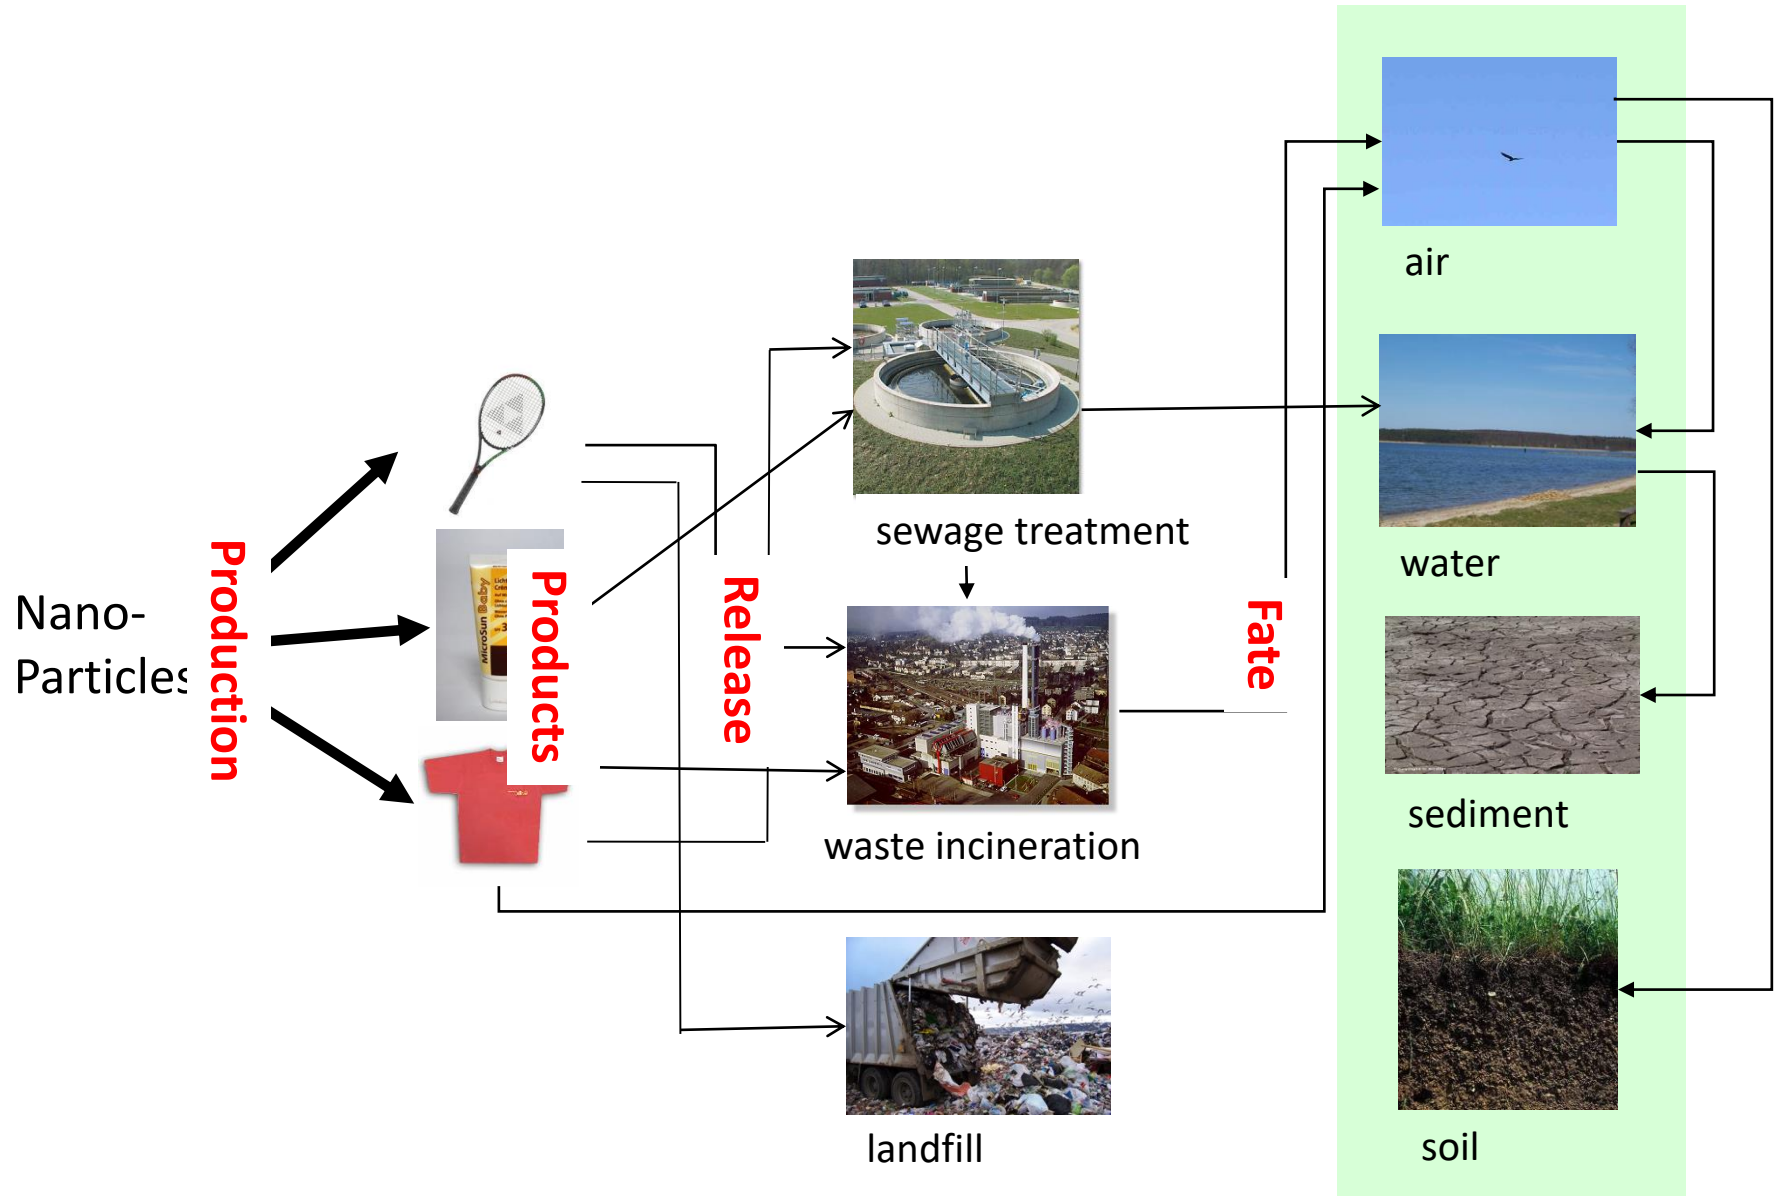 Nano-
Particles
Production
Products
MicroSun Baby
Release
Fate
sewage treatment
waste incineration
landfill
air
water
sediment
soil